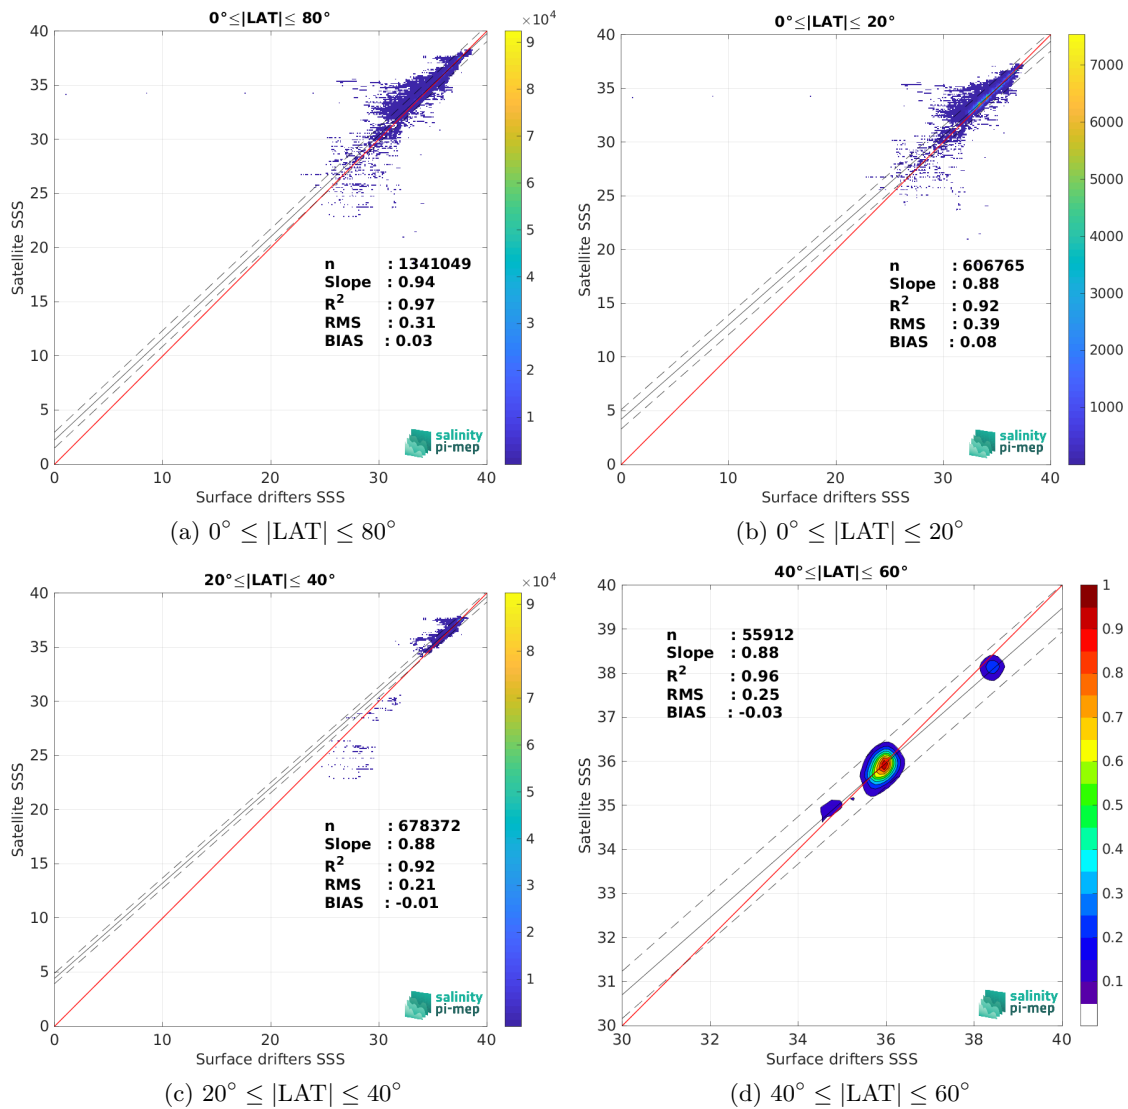 0°≤|LAT|≤ 80°
×10⁴
40
35
30
25
20
15
10
5
0
0
10
20
30
40
9
8
7
6
5
4
3
2
1
Satellite SSS
Surface drifters SSS
n : 1341049
Slope : 0.94
R² : 0.97
RMS : 0.31
BIAS : 0.03
salinity
pi-mep
(a) 0° ≤ |LAT| ≤ 80°
0°≤|LAT|≤ 20°
40
35
30
25
20
15
10
5
0
0
10
20
30
40
7000
6000
5000
4000
3000
2000
1000
Satellite SSS
Surface drifters SSS
n : 606765
Slope : 0.88
R² : 0.92
RMS : 0.39
BIAS : 0.08
salinity
pi-mep
(b) 0° ≤ |LAT| ≤ 20°
20°≤|LAT|≤ 40°
×10⁴
40
35
30
25
20
15
10
5
0
0
10
20
30
40
9
8
7
6
5
4
3
2
1
Satellite SSS
Surface drifters SSS
n : 678372
Slope : 0.88
R² : 0.92
RMS : 0.21
BIAS : -0.01
salinity
pi-mep
(c) 20° ≤ |LAT| ≤ 40°
40°≤|LAT|≤ 60°
40
39
38
37
36
35
34
33
32
31
30
30
32
34
36
38
40
1
0.9
0.8
0.7
0.6
0.5
0.4
0.3
0.2
0.1
Satellite SSS
Surface drifters SSS
n : 55912
Slope : 0.88
R² : 0.96
RMS : 0.25
BIAS : -0.03
salinity
pi-mep
(d) 40° ≤ |LAT| ≤ 60°